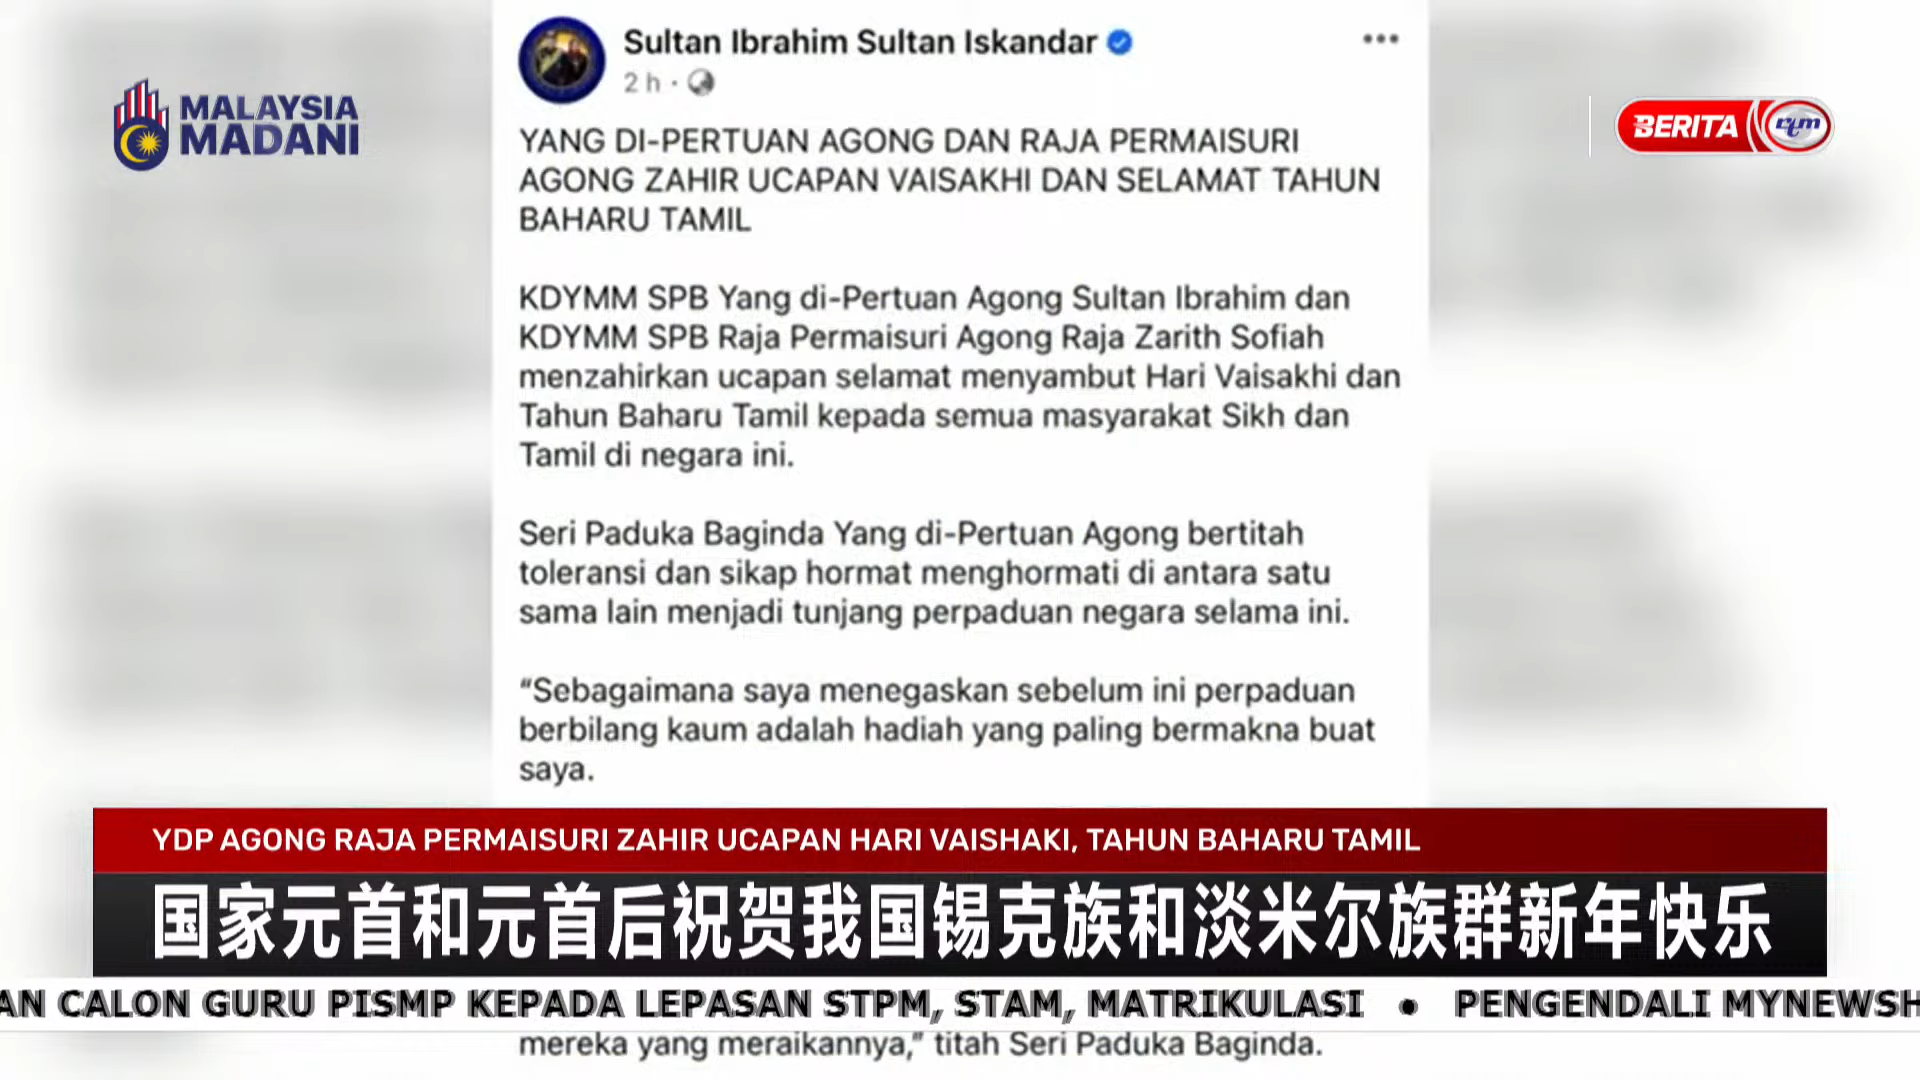 Sultan Ibrahim Sultan Iskandar
2 h
MALAYSIA
MADANI
BERITA rtm
YANG DI-PERTUAN AGONG DAN RAJA PERMAISURI
AGONG ZAHIR UCAPAN VAISAKHI DAN SELAMAT TAHUN
BAHARU TAMIL
KDYMM SPB Yang di-Pertuan Agong Sultan Ibrahim dan
KDYMM SPB Raja Permaisuri Agong Raja Zarith Sofiah
menzahirkan ucapan selamat menyambut Hari Vaisakhi dan
Tahun Baharu Tamil kepada semua masyarakat Sikh dan
Tamil di negara ini.
Seri Paduka Baginda Yang di-Pertuan Agong bertitah
toleransi dan sikap hormat menghormati di antara satu
sama lain menjadi tunjang perpaduan negara selama ini.
“Sebagaimana saya menegaskan sebelum ini perpaduan
berbilang kaum adalah hadiah yang paling bermakna buat
saya.
YDP AGONG RAJA PERMAISURI ZAHIR UCAPAN HARI VAISHAKI, TAHUN BAHARU TAMIL
国家元首和元首后祝贺我国锡克族和淡米尔族群新年快乐
AN CALON GURU PISMP KEPADA LEPASAN STPM, STAM, MATRIKULASI • PENGENDALI MYNEWSH
mereka yang meraikannya,” titah Seri Paduka Baginda.